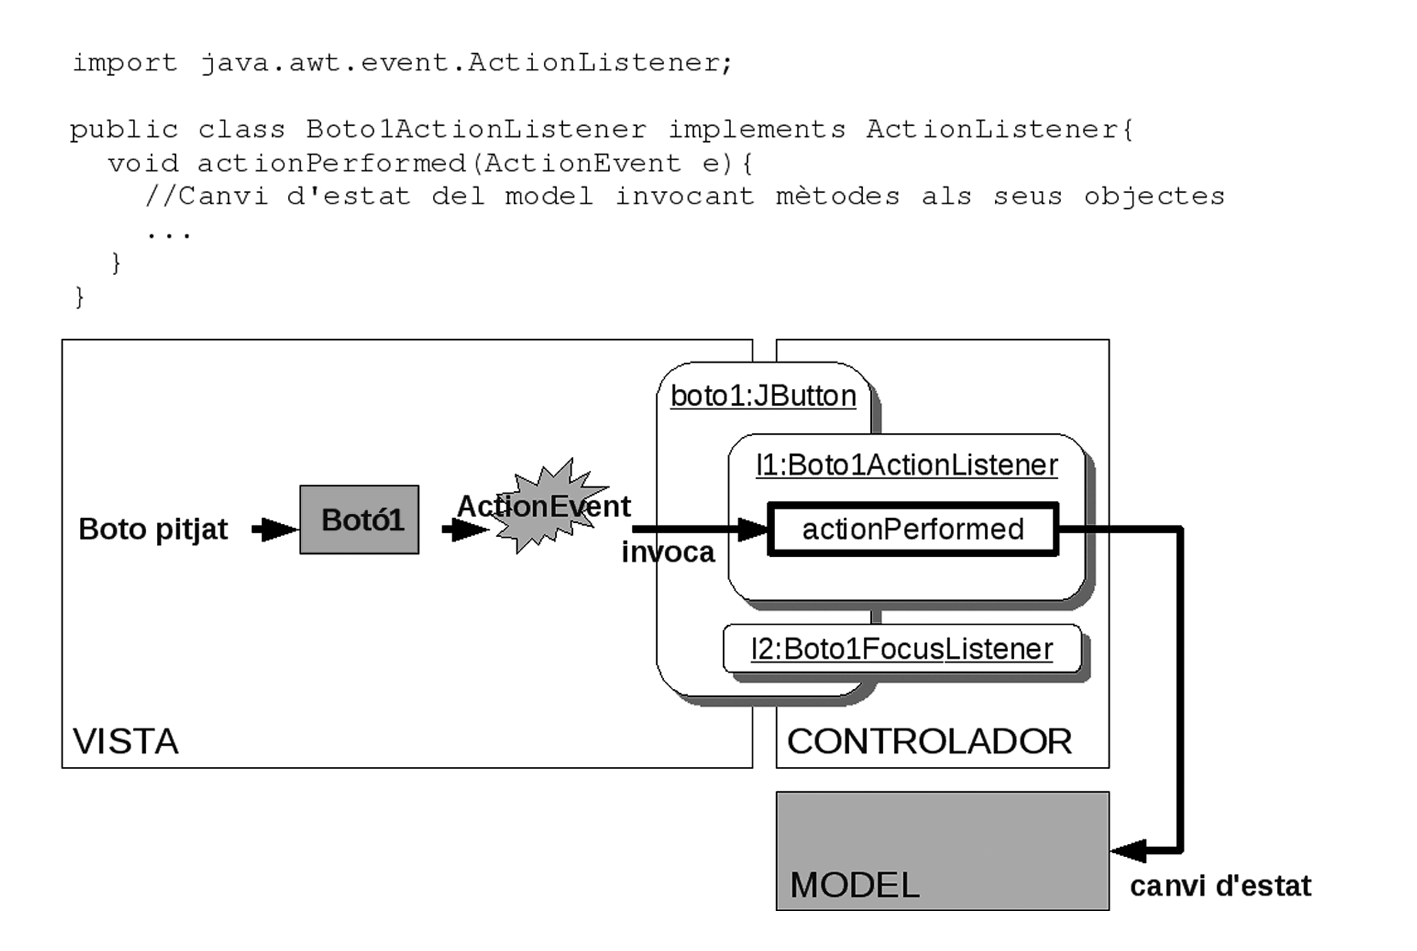 import java.awt.event.ActionListener;
public class Boto1ActionListener implements ActionListener{
void actionPerformed(ActionEvent e){
//Canvi d'estat del model invocant mètodes als seus objectes
...
}
}
boto1:JButton
l1:Boto1ActionListener
Boto pitjat
Botó1
ActionEvent
invoca
actionPerformed
l2:Boto1FocusListener
VISTA
CONTROLADOR
MODEL
canvi d'estat